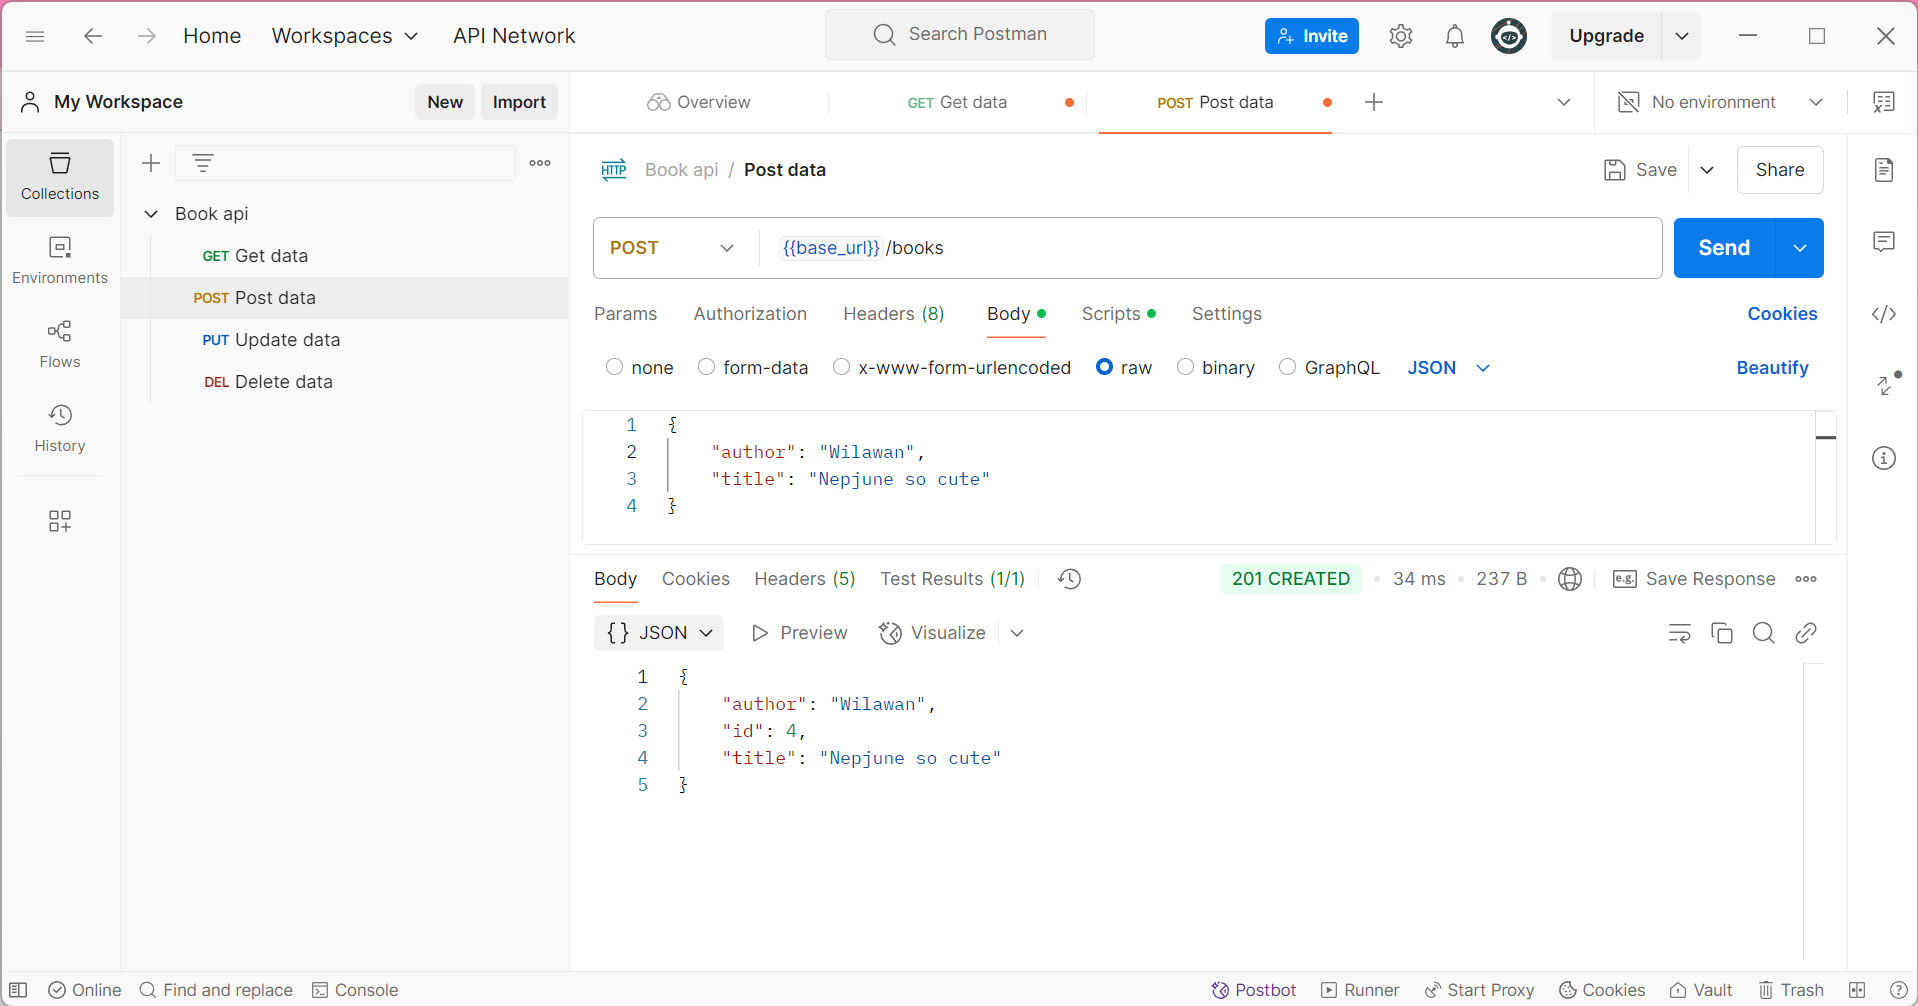 Home Workspaces API Network Search Postman Invite Upgrade
My Workspace New Import Overview GET Get data POST Post data No environment
Collections
Environments
Flows
History
Book api
GET Get data
POST Post data
PUT Update data
DEL Delete data
HTTP Book api / Post data Save Share
POST {{base_url}} /books Send
Params Authorization Headers (8) Body Scripts Settings Cookies
none form-data x-www-form-urlencoded raw binary GraphQL JSON Beautify
1 {
2 "author": "Wilawan",
3 "title": "Nepjune so cute"
4 }
Body Cookies Headers (5) Test Results (1/1) 201 CREATED 34 ms 237 B e.g. Save Response
{} JSON Preview Visualize
1 {
2 "author": "Wilawan",
3 "id": 4,
4 "title": "Nepjune so cute"
5 }
Online Find and replace Console Postbot Runner Start Proxy Cookies Vault Trash